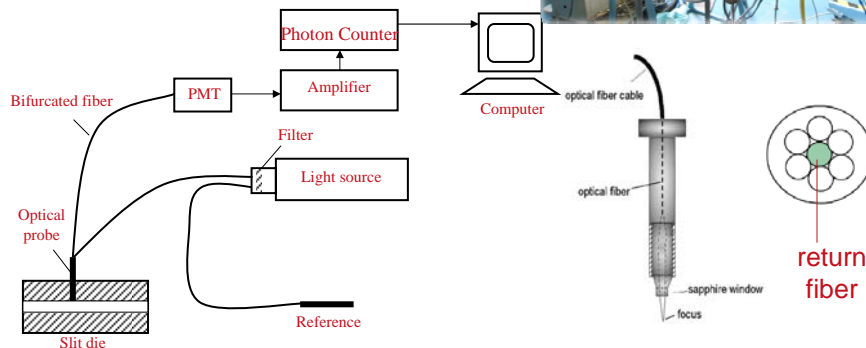 Photon Counter
PMT
Amplifier
Computer
Bifurcated fiber
Filter
Light source
Optical
probe
Reference
Slit die
optical fiber cable
optical fiber
sapphire window
focus
return
fiber